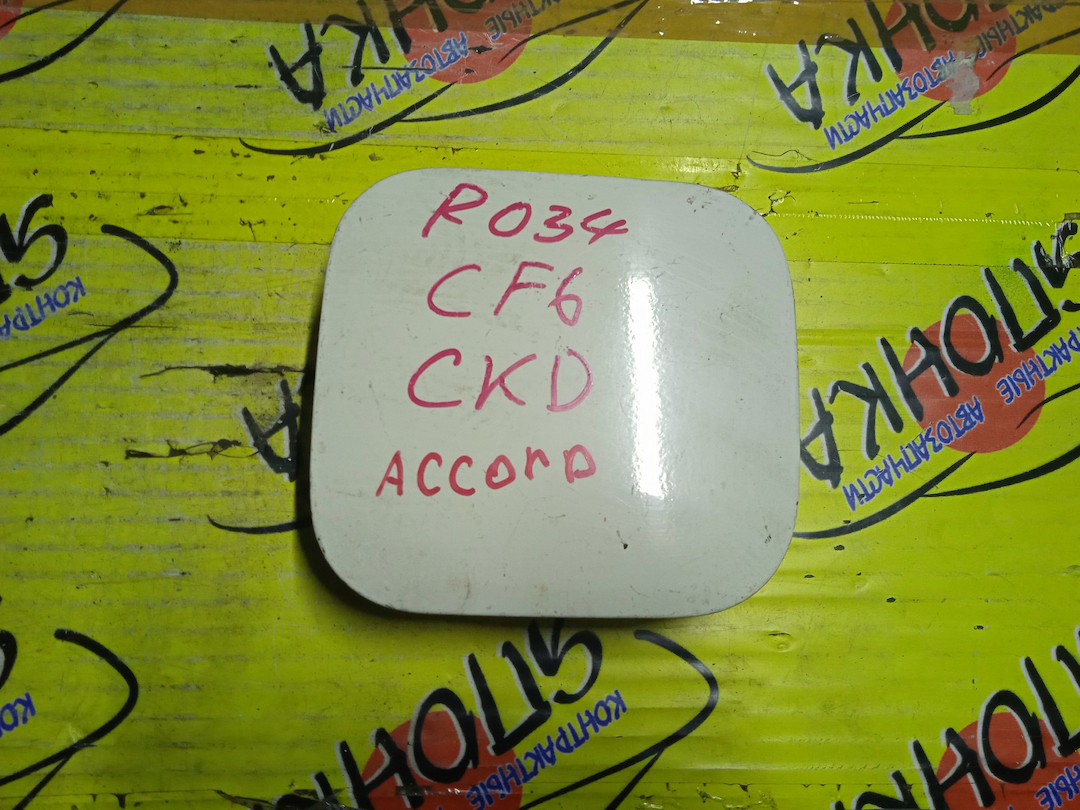 R034
CF6
CKD
ACCORD
ЯПОНКА
КОНТРАКТНЫЕ
АВТОЗАПЧАСТИ